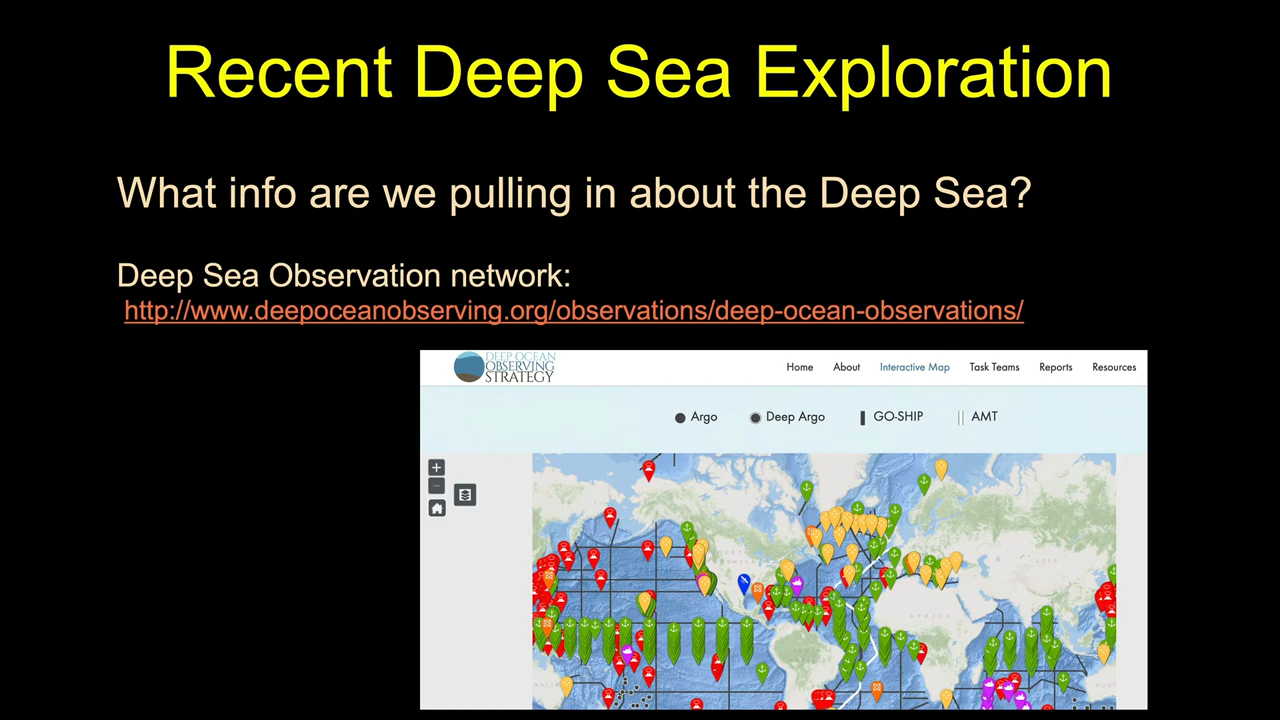 Recent Deep Sea Exploration
What info are we pulling in about the Deep Sea?
Deep Sea Observation network:
http://www.deepoceanobserving.org/observations/deep-ocean-observations/
DEEP OCEAN
OBSERVING
STRATEGY
Home About Interactive Map Task Teams Reports Resources
Argo Deep Argo GO-SHIP AMT
AFRICA